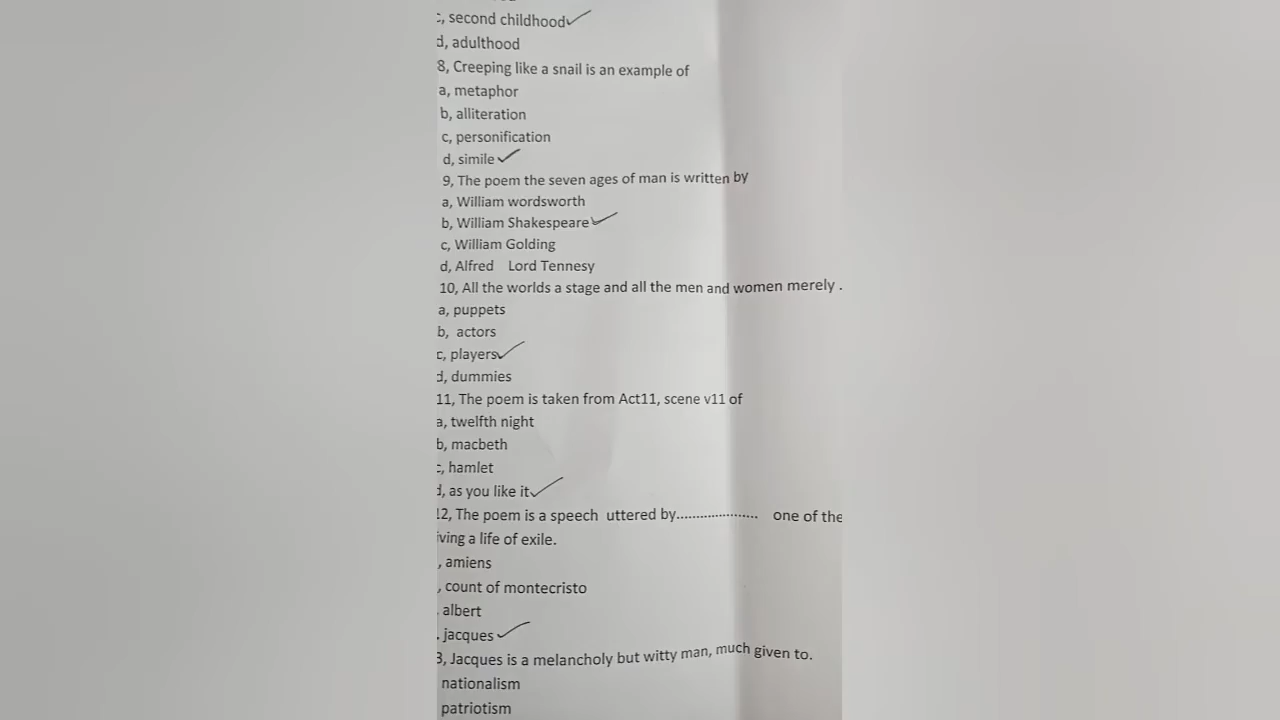 , second childhood
d, adulthood
8, Creeping like a snail is an example of
a, metaphor
b, alliteration
c, personification
d, simile
9, The poem the seven ages of man is written by
a, William wordsworth
b, William Shakespeare
c, William Golding
d, Alfred Lord Tennesy
10, All the worlds a stage and all the men and women merely .
a, puppets
b, actors
c, players
d, dummies
11, The poem is taken from Act11, scene v11 of
a, twelfth night
b, macbeth
, hamlet
d, as you like it
12, The poem is a speech uttered by..................... one of the
iving a life of exile.
, amiens
, count of montecristo
albert
. jacques
3, Jacques is a melancholy but witty man, much given to.
nationalism
patriotism